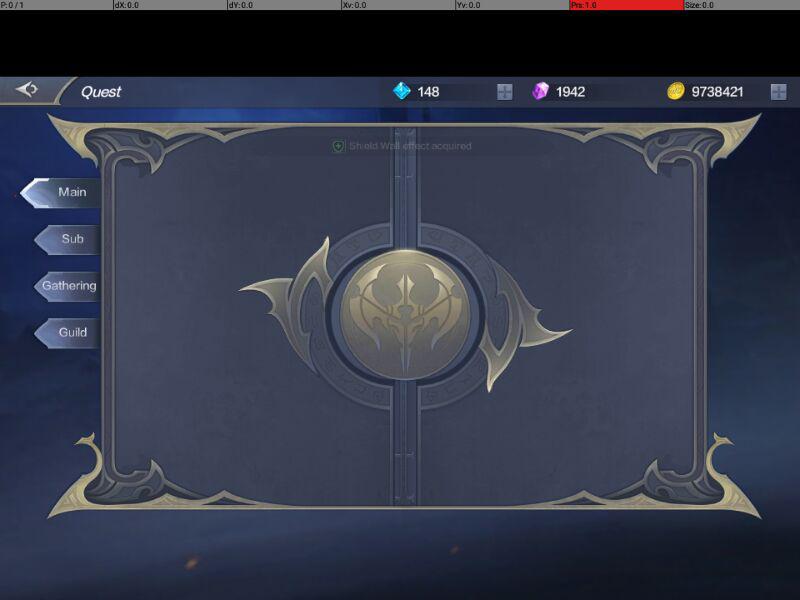 P: 0 / 1 dX: 0.0 dY: 0.0 Xv: 0.0 Yv: 0.0 Prs: 1.0 Size: 0.0
Quest 148 1942 9738421
Shield Wall effect acquired
Main
Sub
Gathering
Guild